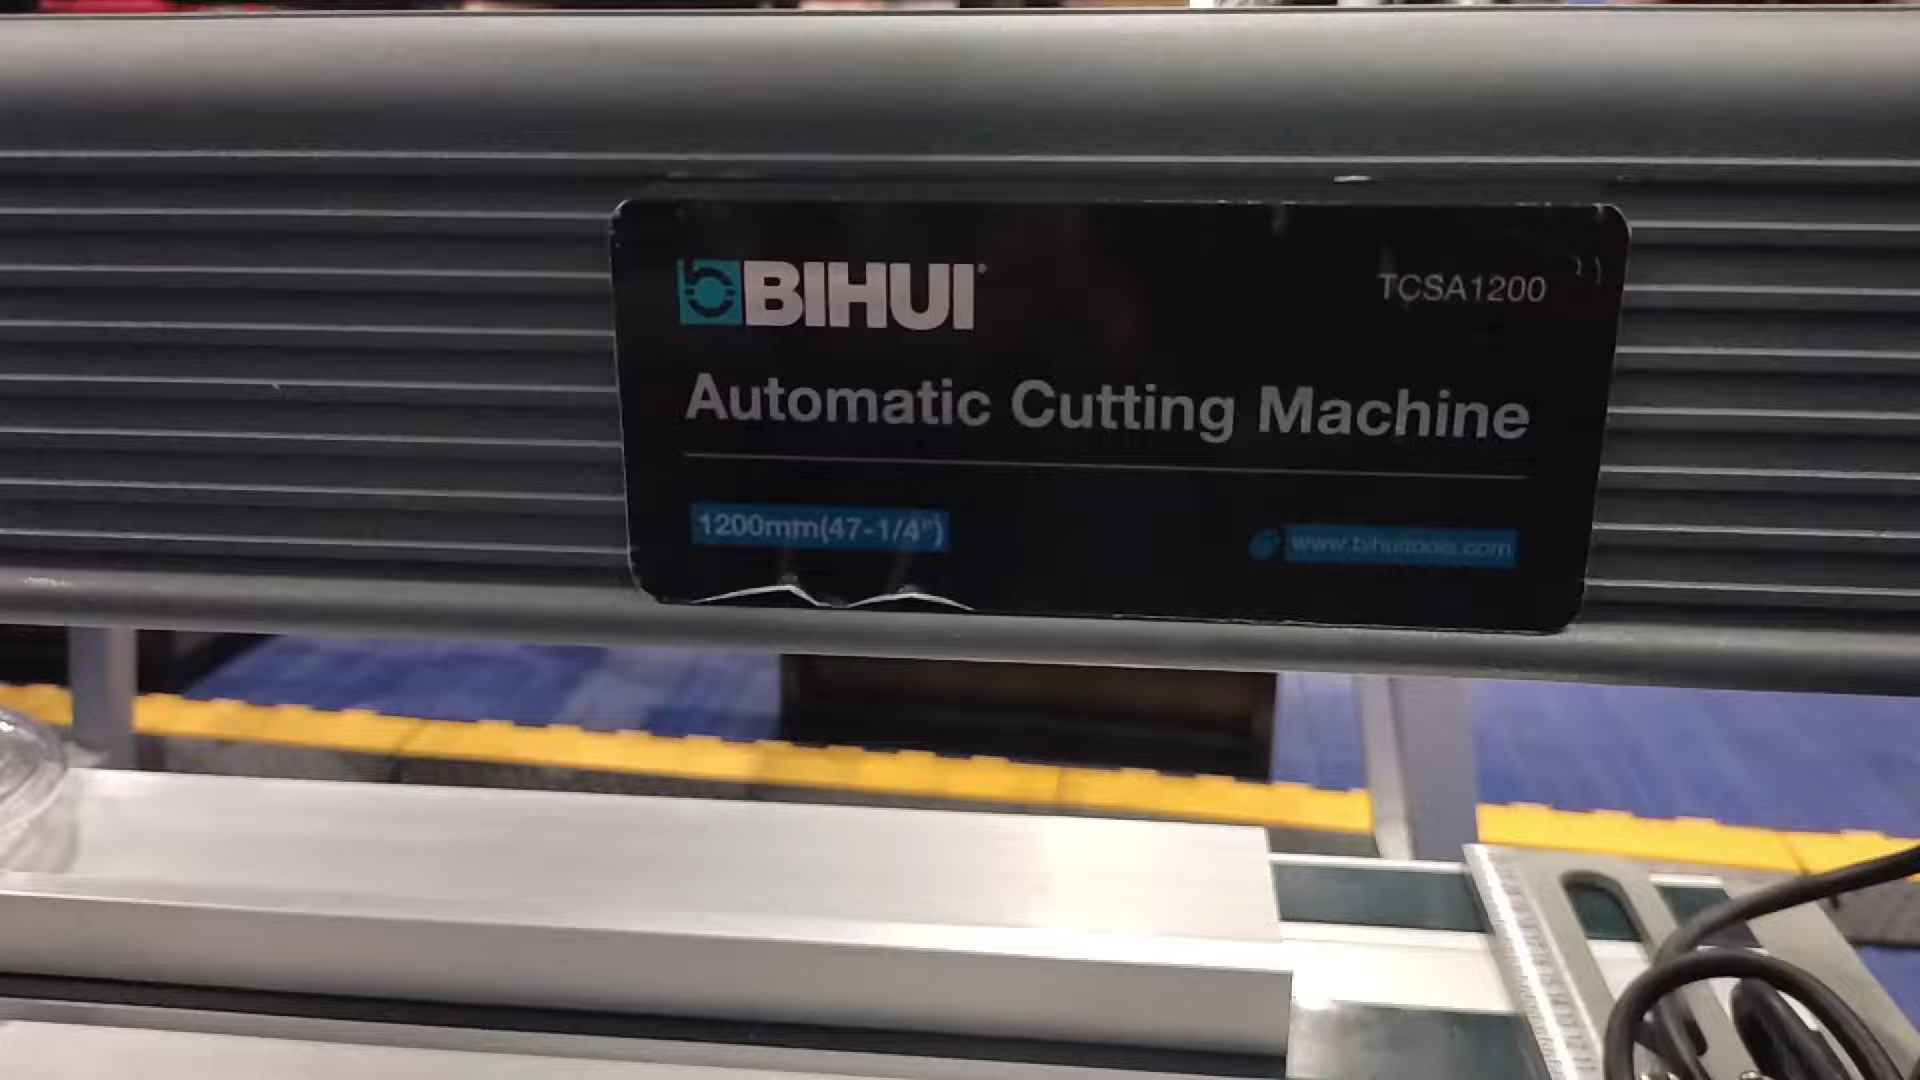 BIHUI
TCSA1200
Automatic Cutting Machine
1200mm(47-1/4")
www.bihuitools.com